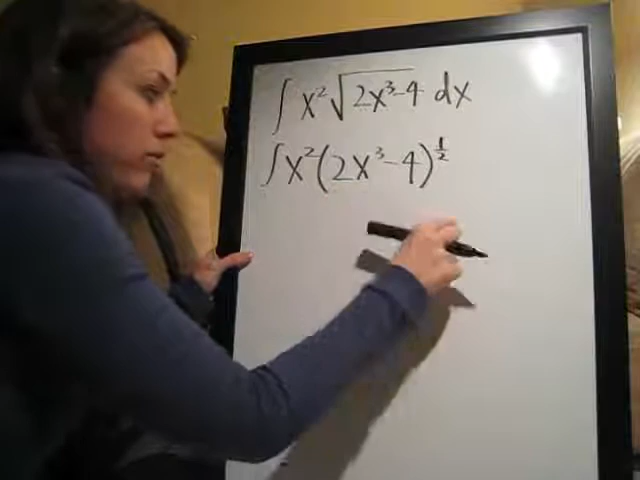 ∫ x² √(2x³-4) dx
∫ x² (2x³-4)^(1/2)